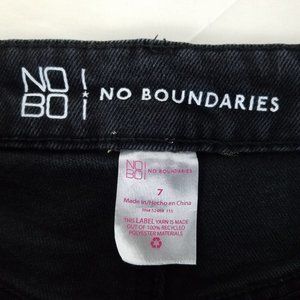 NO
BO
NO BOUNDARIES
NO
BO
NO BOUNDARIES
7
Made in/Hecho en China
THIS LABEL YARN IS MADE
OUT OF 100% RECYCLED
POLYESTER MATERIALS